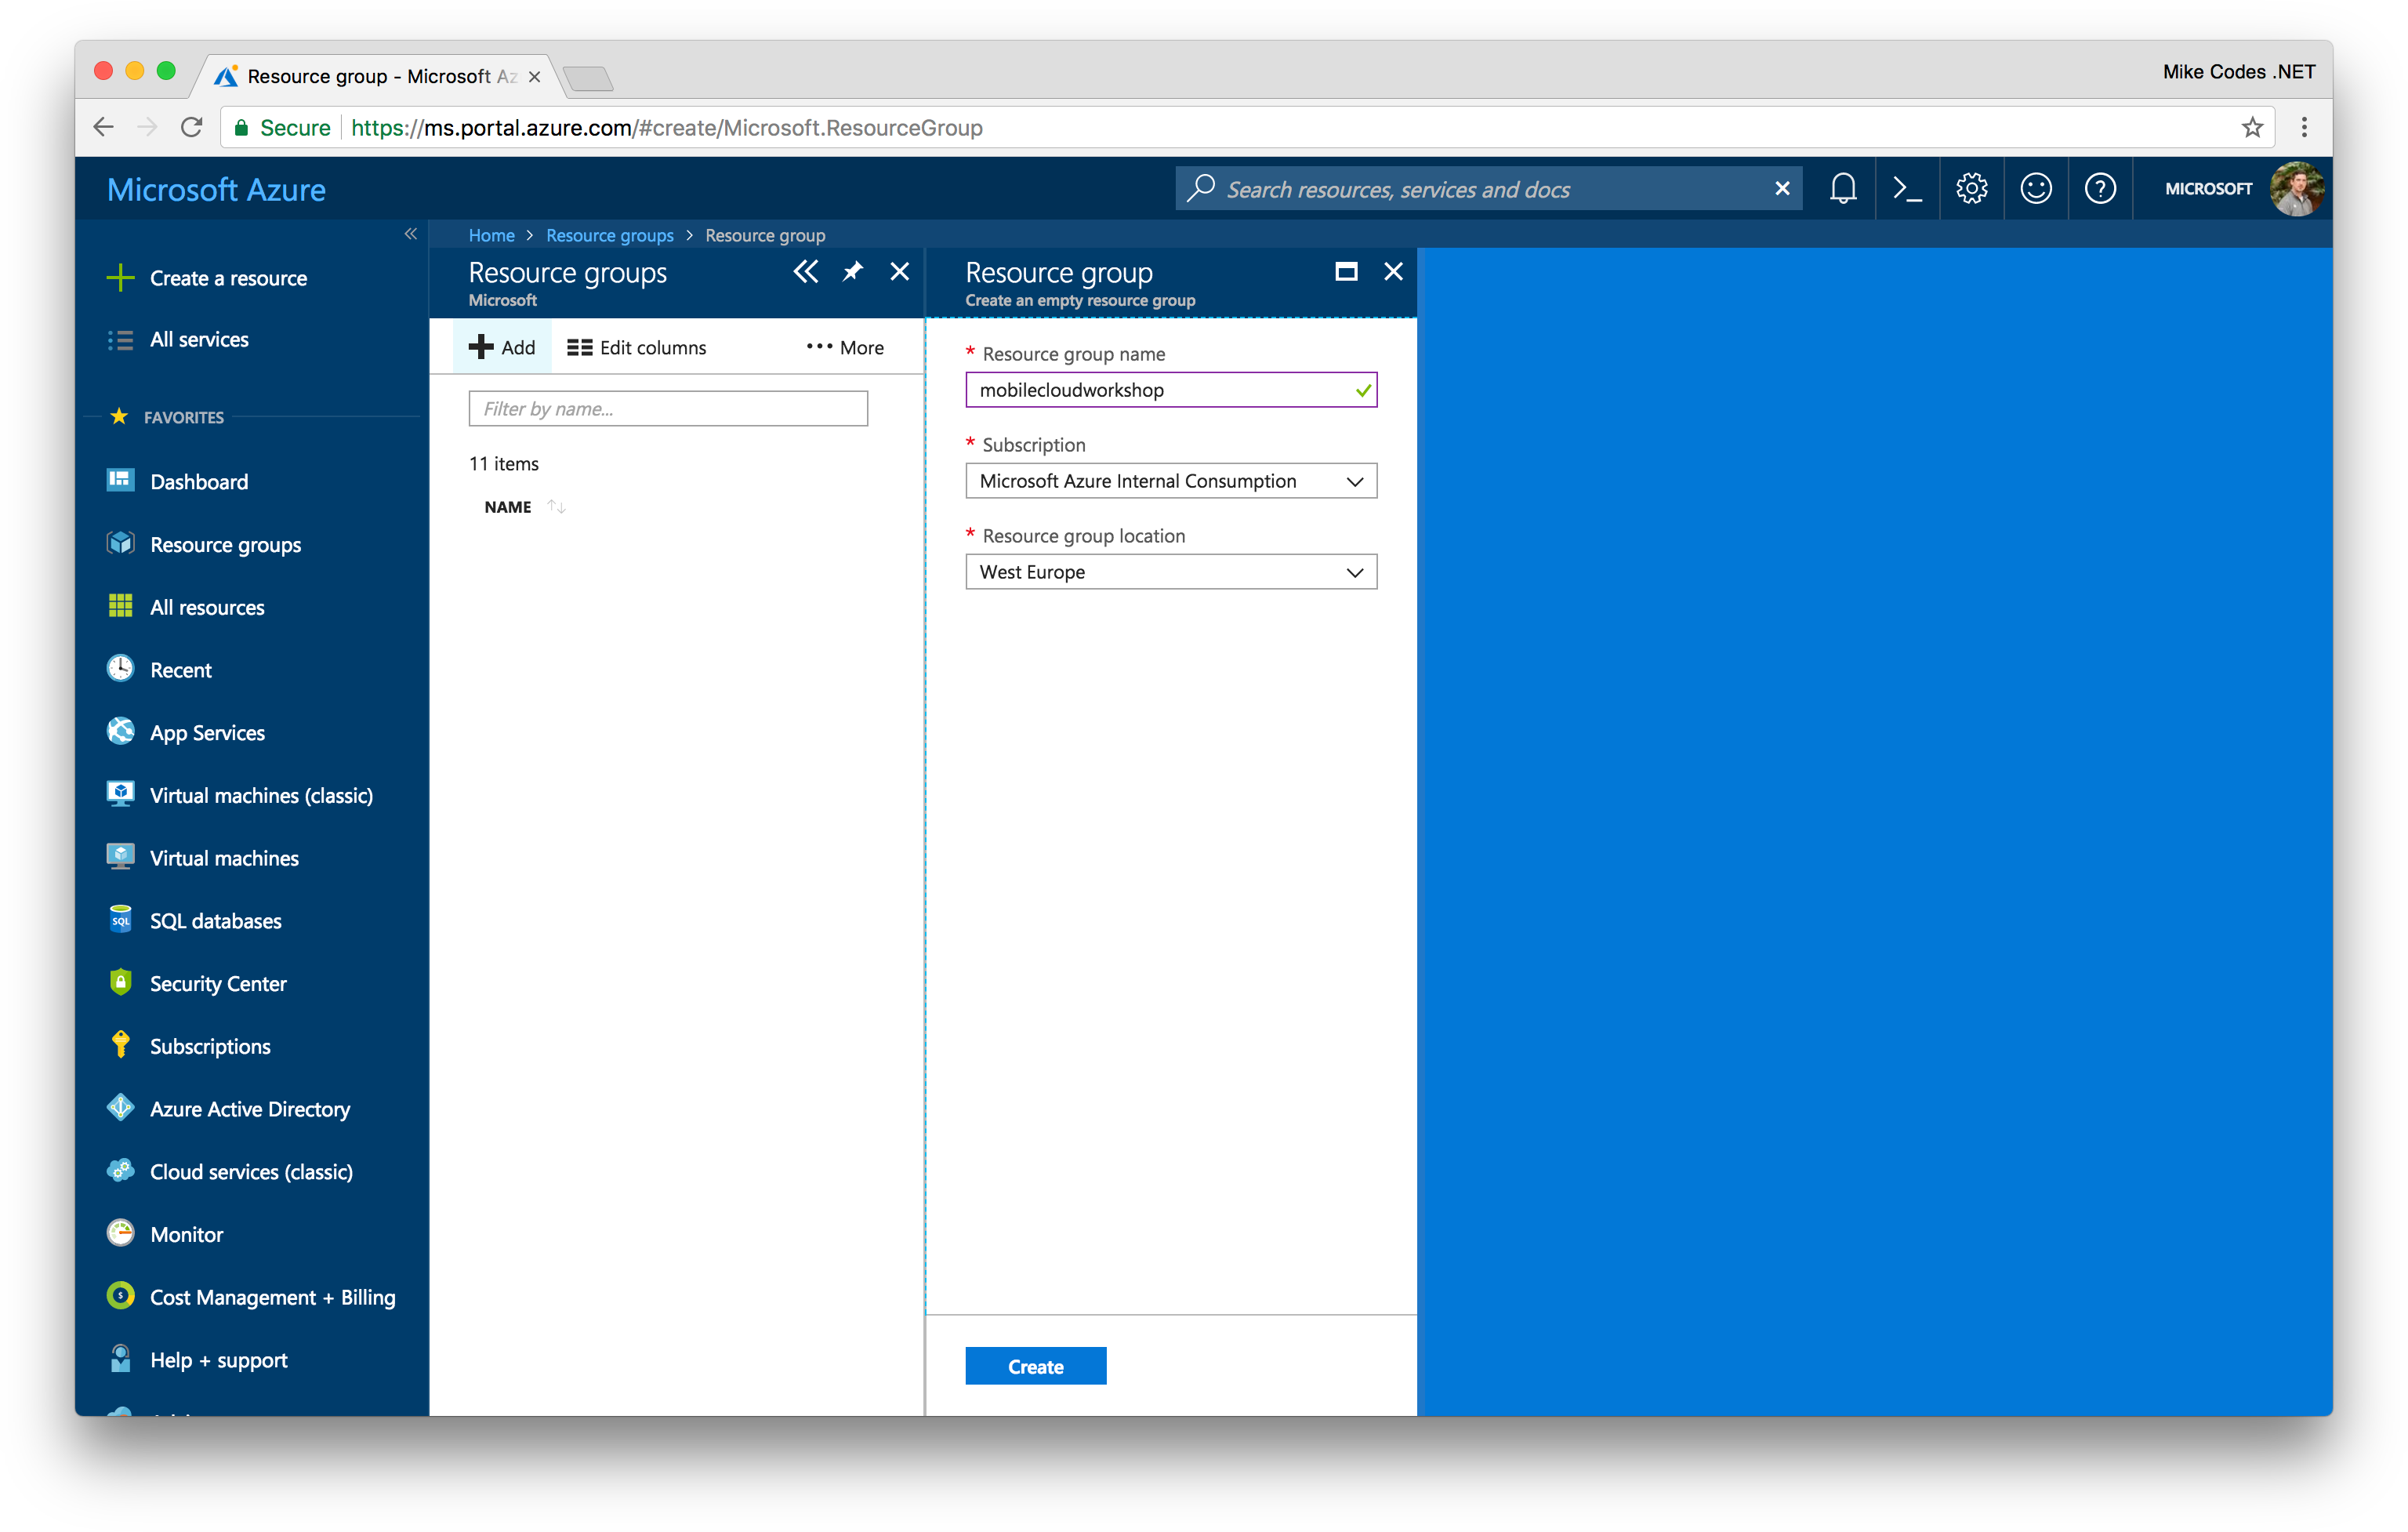 Resource group - Microsoft Az
Mike Codes .NET
Secure
https://ms.portal.azure.com/#create/Microsoft.ResourceGroup
Microsoft Azure
Search resources, services and docs
MICROSOFT
Home > Resource groups > Resource group
Create a resource
All services
FAVORITES
Dashboard
Resource groups
All resources
Recent
App Services
Virtual machines (classic)
Virtual machines
SQL databases
Security Center
Subscriptions
Azure Active Directory
Cloud services (classic)
Monitor
Cost Management + Billing
Help + support
Resource groups
Microsoft
Add
Edit columns
More
Filter by name...
11 items
NAME
Resource group
Create an empty resource group
* Resource group name
mobilecloudworkshop
* Subscription
Microsoft Azure Internal Consumption
* Resource group location
West Europe
Create